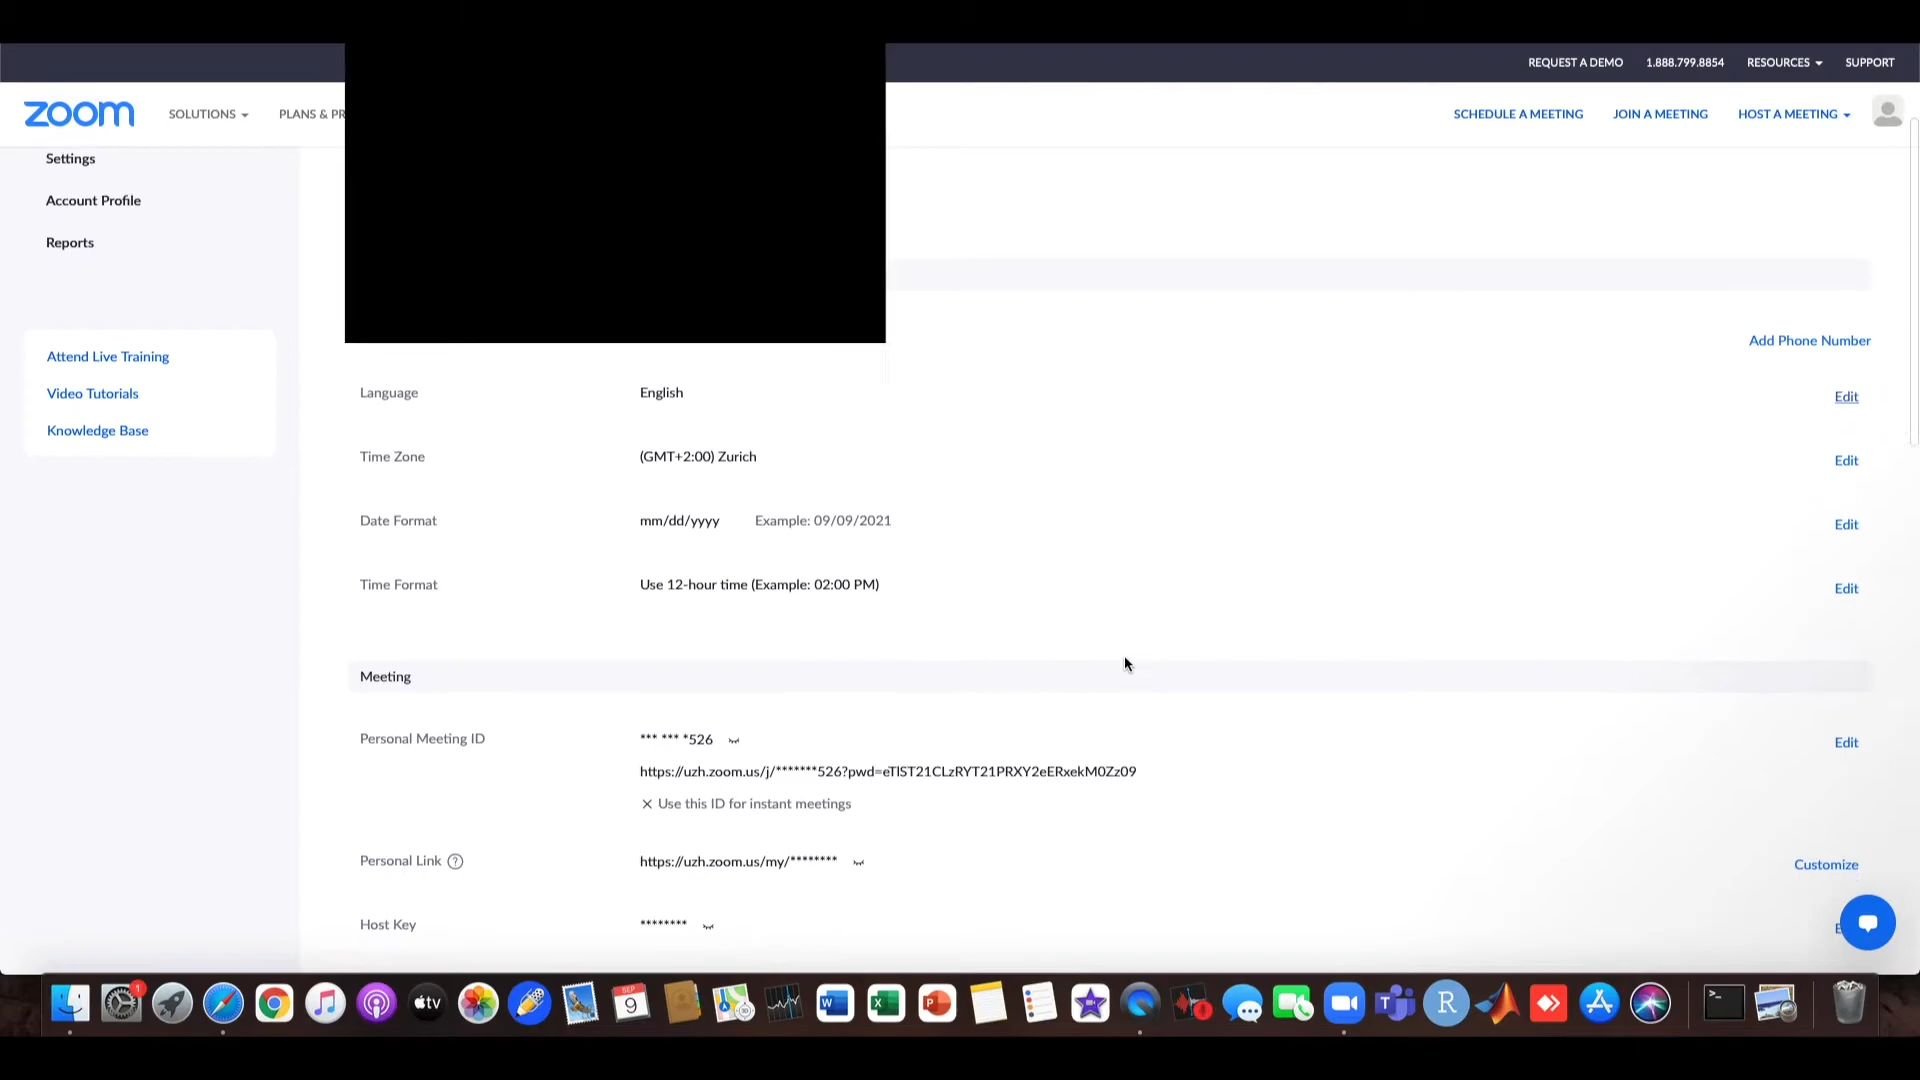 REQUEST A DEMO 1.888.799.8854 RESOURCES SUPPORT
zoom SOLUTIONS PLANS & PR SCHEDULE A MEETING JOIN A MEETING HOST A MEETING
Settings
Account Profile
Reports
Add Phone Number
Attend Live Training
Video Tutorials
Knowledge Base
Language English Edit
Time Zone (GMT+2:00) Zurich Edit
Date Format mm/dd/yyyy Example: 09/09/2021 Edit
Time Format Use 12-hour time (Example: 02:00 PM) Edit
Meeting
Personal Meeting ID *** *** *526 Edit
https://uzh.zoom.us/j/*******526?pwd=eTlST21CLzRYT21PRXY2eERxekM0Zz09
× Use this ID for instant meetings
Personal Link ? https://uzh.zoom.us/my/******** Customize
Host Key ********
1
tv
SEP
9
W
X
P
T
R
>_